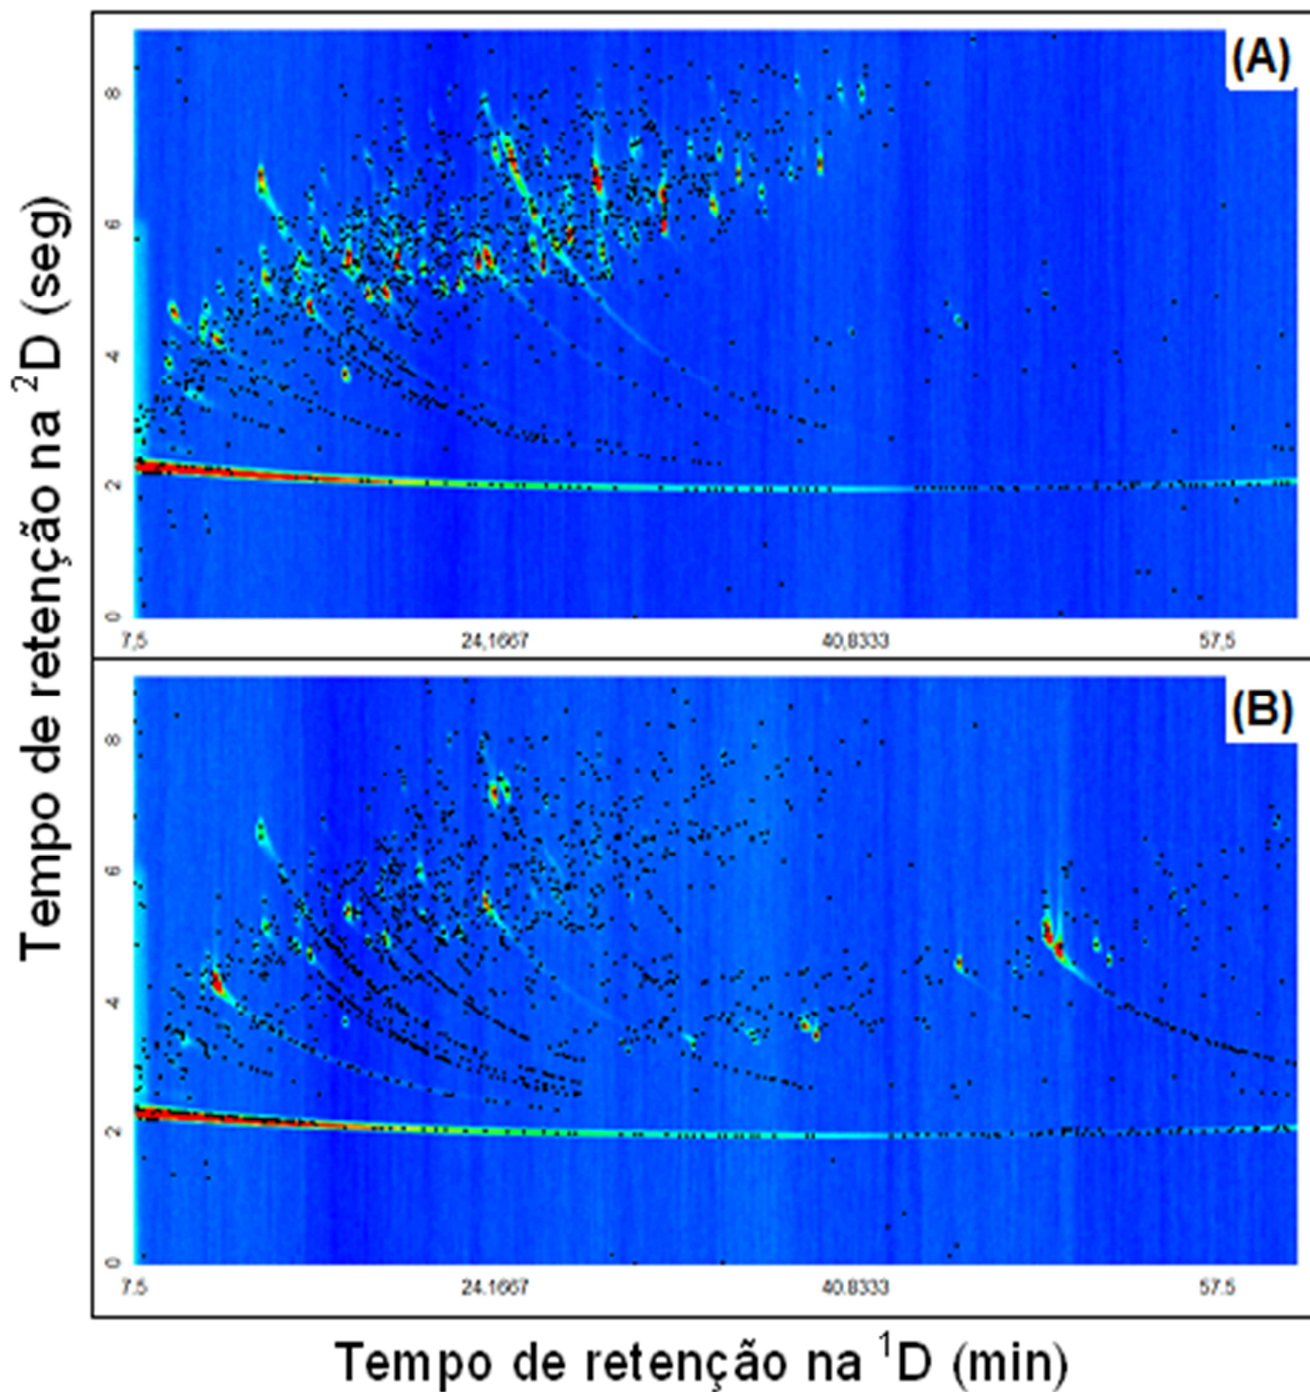 (A)
Tempo de retenção na ²D (seg)
8
6
4
2
0
7,5 24,1667 40,8333 57,5
(B)
8
6
4
2
0
7.5 24.1667 40.8333 57.5
Tempo de retenção na ¹D (min)